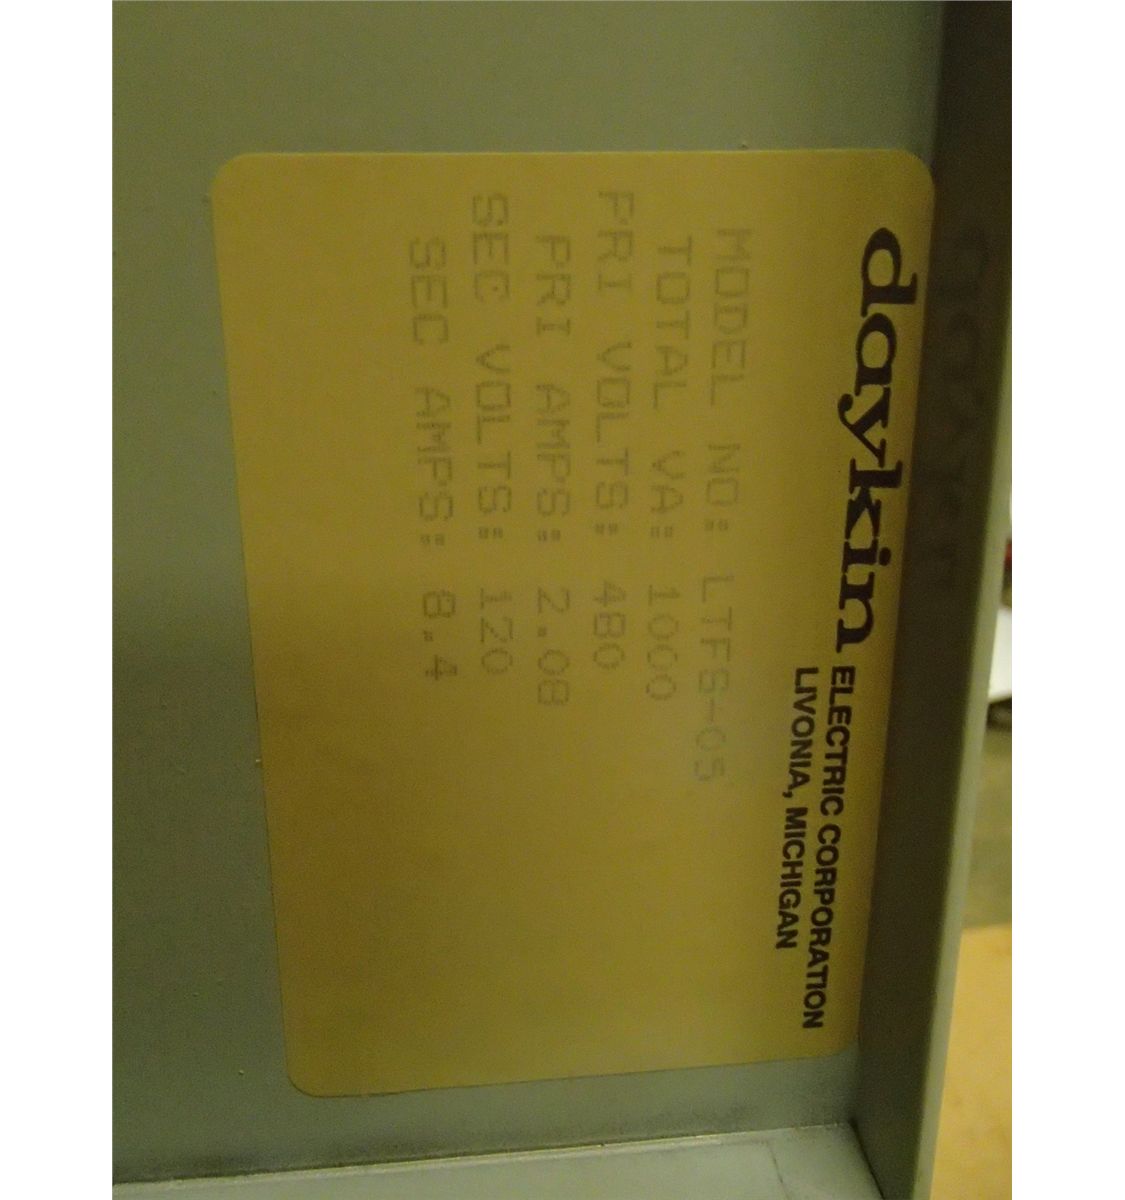 daykin ELECTRIC CORPORATION
LIVONIA, MICHIGAN
MODEL NO: LTFS-05
TOTAL VA: 1000
PRI VOLTS: 480
PRI AMPS: 2.08
SEC VOLTS: 120
SEC AMPS: 8.4